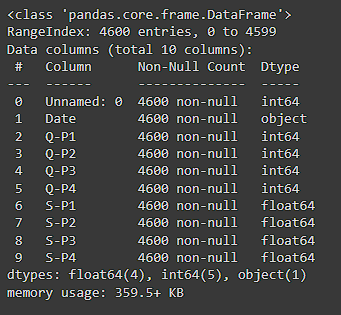 <class 'pandas.core.frame.DataFrame'>
RangeIndex: 4600 entries, 0 to 4599
Data columns (total 10 columns):
 #   Column      Non-Null Count  Dtype
---  ------      --------------  -----
 0   Unnamed: 0  4600 non-null   int64
 1   Date        4600 non-null   object
 2   Q-P1        4600 non-null   int64
 3   Q-P2        4600 non-null   int64
 4   Q-P3        4600 non-null   int64
 5   Q-P4        4600 non-null   int64
 6   S-P1        4600 non-null   float64
 7   S-P2        4600 non-null   float64
 8   S-P3        4600 non-null   float64
 9   S-P4        4600 non-null   float64
dtypes: float64(4), int64(5), object(1)
memory usage: 359.5+ KB